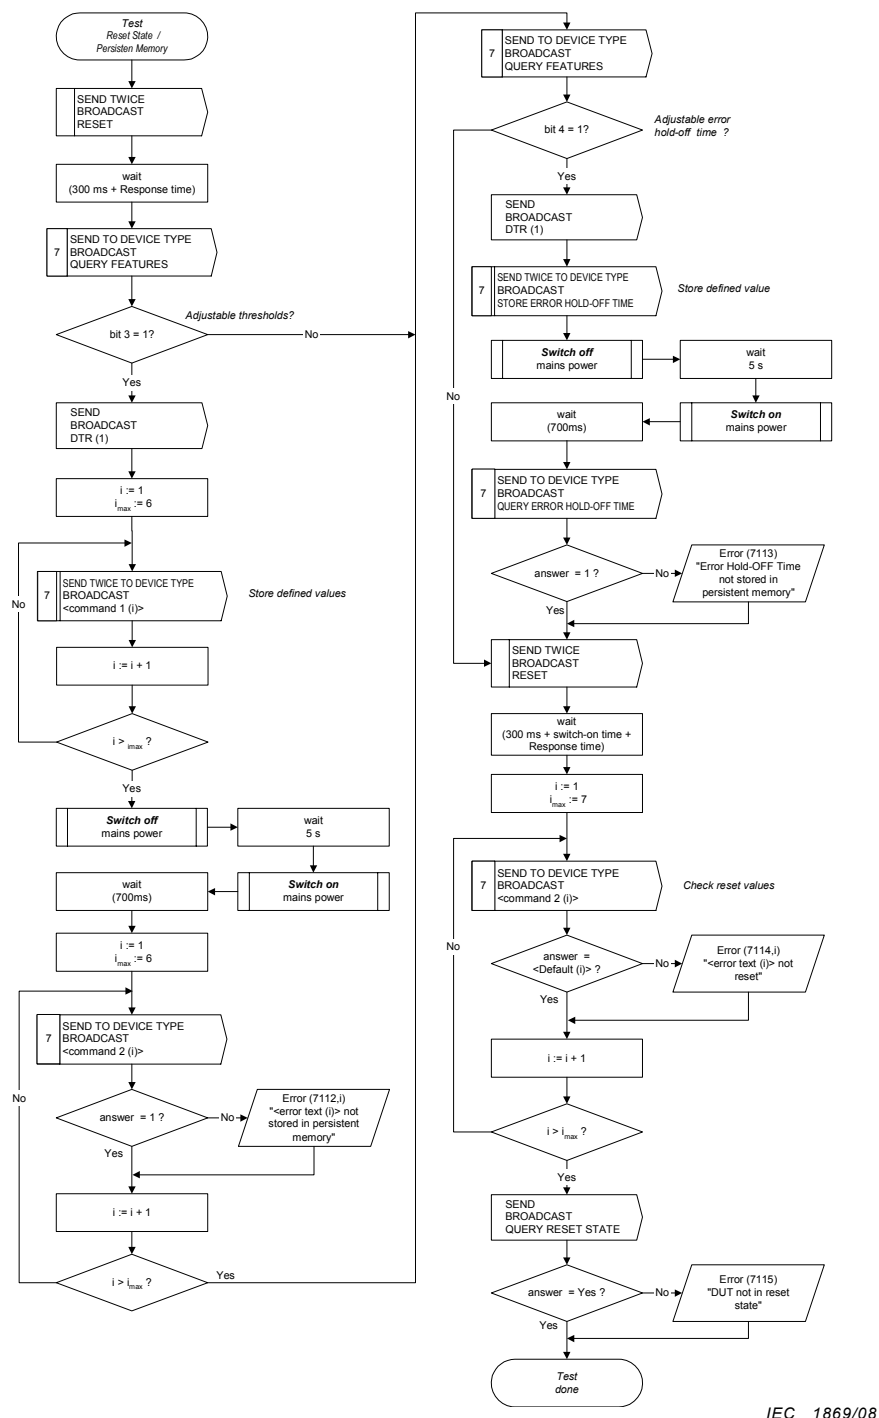 Test
Reset State /
Persisten Memory
SEND TWICE
BROADCAST
RESET
wait
(300 ms + Response time)
7
SEND TO DEVICE TYPE
BROADCAST
QUERY FEATURES
Adjustable thresholds?
bit 3 = 1?
No
Yes
SEND
BROADCAST
DTR (1)
i := 1
imax := 6
No
7
SEND TWICE TO DEVICE TYPE
BROADCAST
<command 1 (i)>
Store defined values
i := i + 1
i > imax ?
Yes
Switch off
mains power
wait
5 s
Switch on
mains power
wait
(700ms)
i := 1
imax := 6
7
SEND TO DEVICE TYPE
BROADCAST
<command 2 (i)>
No
answer = 1 ?
No
Error (7112,i)
"<error text (i)> not
stored in persistent
memory"
Yes
i := i + 1
i > imax ?
Yes
7
SEND TO DEVICE TYPE
BROADCAST
QUERY FEATURES
bit 4 = 1?
Adjustable error
hold-off time ?
Yes
SEND
BROADCAST
DTR (1)
7
SEND TWICE TO DEVICE TYPE
BROADCAST
STORE ERROR HOLD-OFF TIME
Store defined value
Switch off
mains power
wait
5 s
No
Switch on
mains power
wait
(700ms)
7
SEND TO DEVICE TYPE
BROADCAST
QUERY ERROR HOLD-OFF TIME
answer = 1 ?
No
Error (7113)
"Error Hold-OFF Time
not stored in
persistent memory"
Yes
SEND TWICE
BROADCAST
RESET
wait
(300 ms + switch-on time +
Response time)
i := 1
imax := 7
7
SEND TO DEVICE TYPE
BROADCAST
<command 2 (i)>
Check reset values
No
answer =
<Default (i)> ?
No
Error (7114,i)
"<error text (i)> not
reset"
Yes
i := i + 1
i > imax ?
Yes
SEND
BROADCAST
QUERY RESET STATE
answer = Yes ?
No
Error (7115)
"DUT not in reset
state"
Yes
Test
done
IEC 1869/08